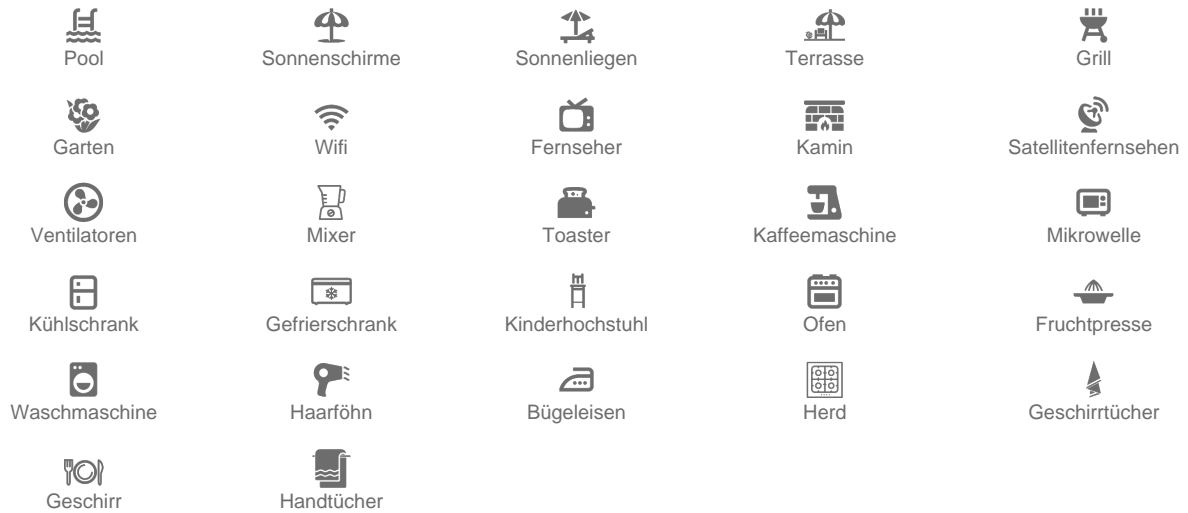 Pool
Sonnenschirme
Sonnenliegen
Terrasse
Grill
Garten
Wifi
Fernseher
Kamin
Satellitenfernsehen
Ventilatoren
Mixer
Toaster
Kaffeemaschine
Mikrowelle
Kühlschrank
Gefrierschrank
Kinderhochstuhl
Ofen
Fruchtpresse
Waschmaschine
Haarföhn
Bügeleisen
Herd
Geschirrtücher
Geschirr
Handtücher